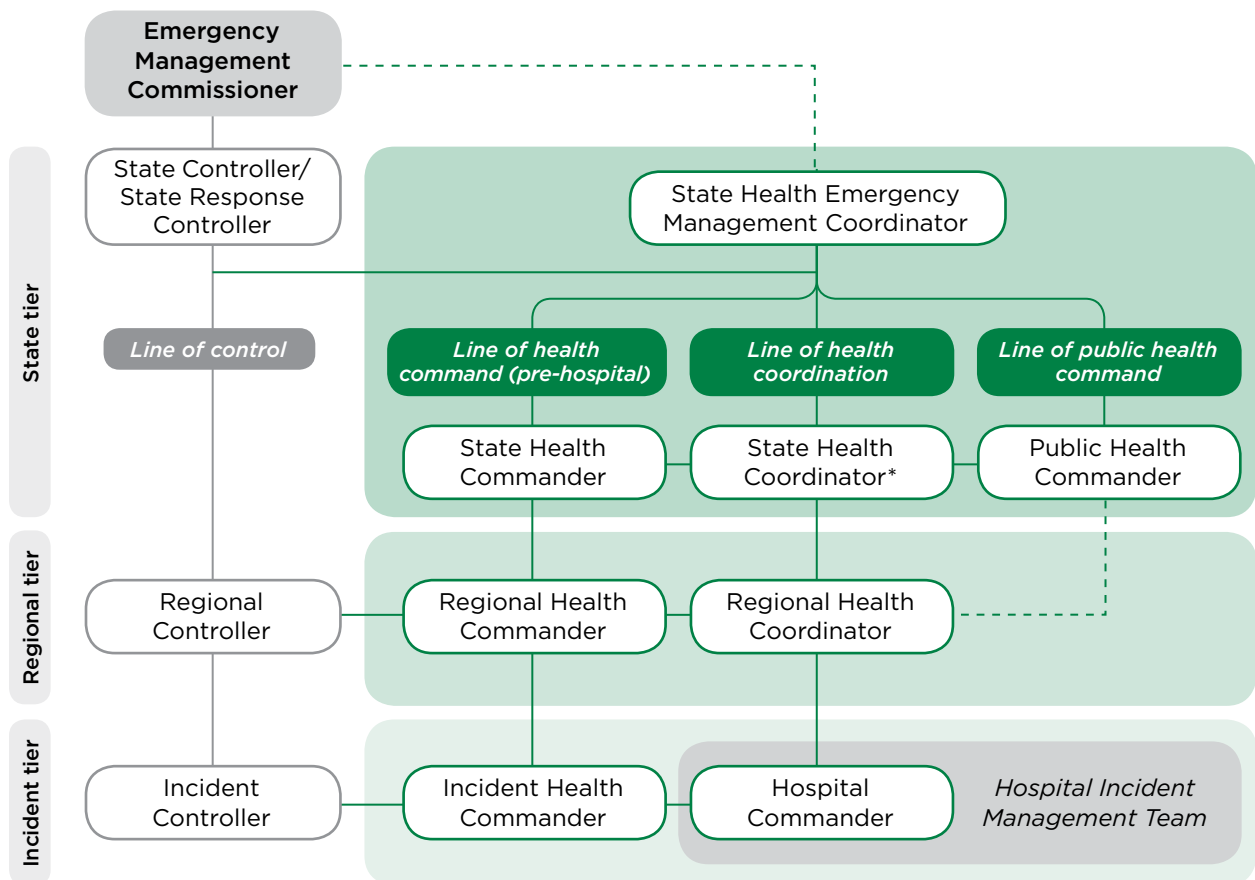 Emergency
Management
Commissioner
State tier
State Controller/
State Response
Controller
State Health Emergency
Management Coordinator
Line of control
Line of health
command (pre-hospital)
Line of health
coordination
Line of public health
command
State Health
Commander
State Health
Coordinator*
Public Health
Commander
Regional tier
Regional
Controller
Regional Health
Commander
Regional Health
Coordinator
Incident tier
Incident
Controller
Incident Health
Commander
Hospital
Commander
Hospital Incident
Management Team